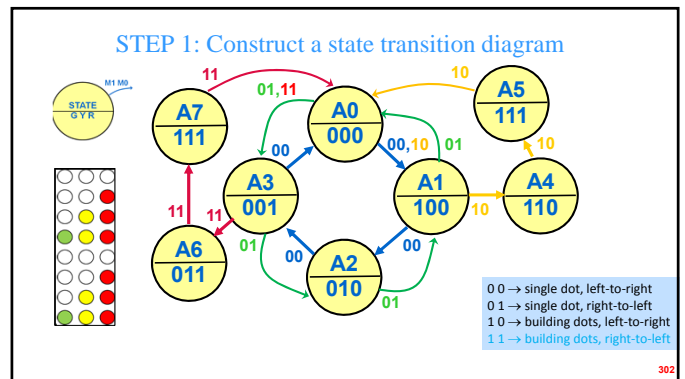 STEP 1: Construct a state transition diagram
M1 M0
STATE
G Y R
11
01,11
10
A7
111
A0
000
A5
111
00
00,10
01
10
A3
001
A1
100
A4
110
11
11
10
A6
011
01
00
00
A2
010
01
0 0 → single dot, left-to-right
0 1 → single dot, right-to-left
1 0 → building dots, left-to-right
1 1 → building dots, right-to-left
302